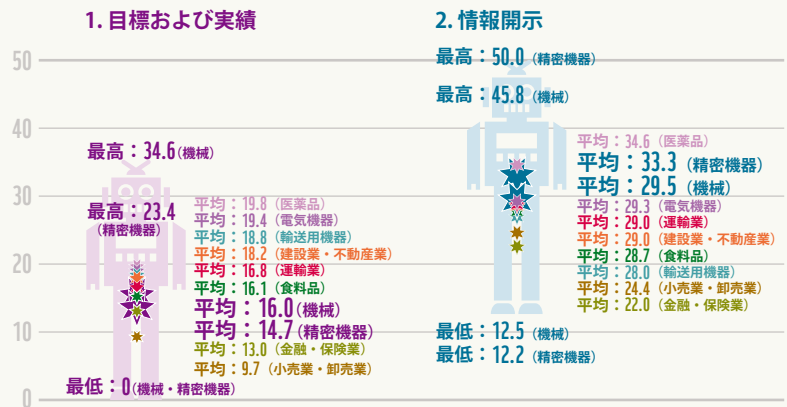 1. 目標および実績
最高：34.6（機械）
最高：23.4
（精密機器）
平均：19.8（医薬品）
平均：19.4（電気機器）
平均：18.8（輸送用機器）
平均：18.2（建設業・不動産業）
平均：16.8（運輸業）
平均：16.1（食料品）
平均：16.0（機械）
平均：14.7（精密機器）
平均：13.0（金融・保険業）
平均：9.7（小売業・卸売業）
最低：0（機械・精密機器）
50
40
30
20
10
0
2. 情報開示
最高：50.0（精密機器）
最高：45.8（機械）
平均：34.6（医薬品）
平均：33.3（精密機器）
平均：29.5（機械）
平均：29.3（電気機器）
平均：29.0（運輸業）
平均：29.0（建設業・不動産業）
平均：28.7（食料品）
平均：28.0（輸送用機器）
平均：24.4（小売業・卸売業）
平均：22.0（金融・保険業）
最低：12.5（機械）
最低：12.2（精密機器）